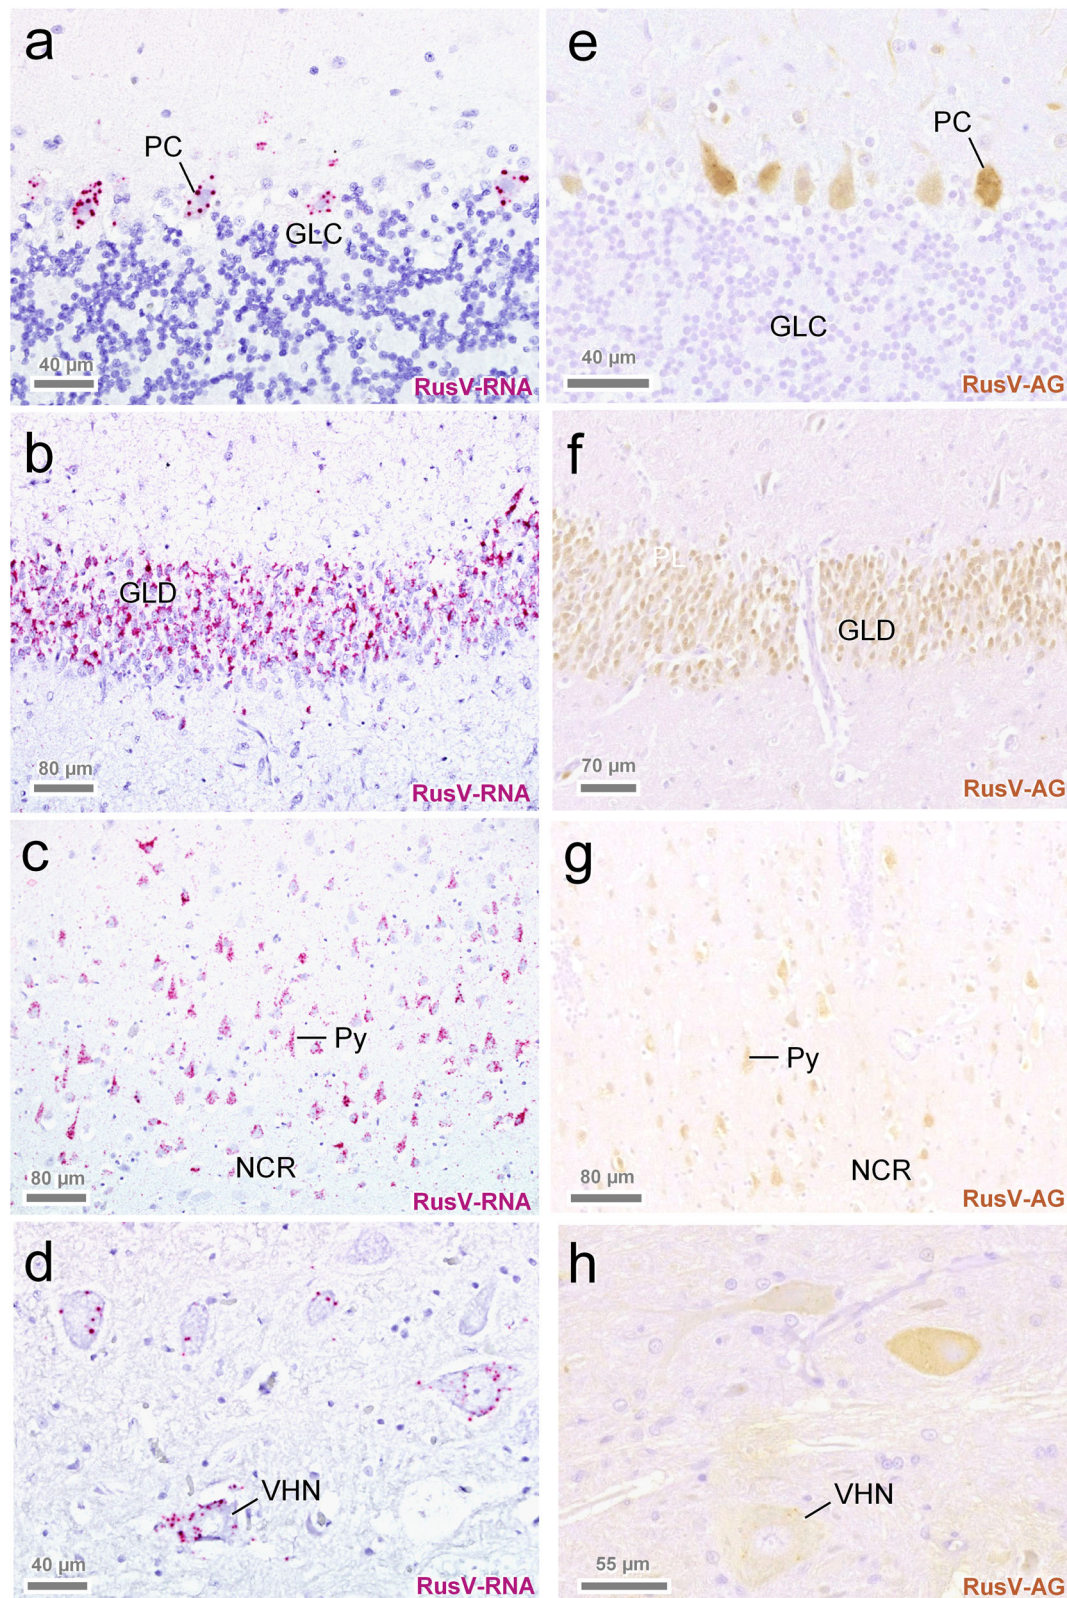 a
PC
GLC
40 µm
RusV-RNA
e
PC
GLC
40 µm
RusV-AG
b
GLD
80 µm
RusV-RNA
f
PL
GLD
70 µm
RusV-AG
c
Py
NCR
80 µm
RusV-RNA
g
Py
NCR
80 µm
RusV-AG
d
VHN
40 µm
RusV-RNA
h
VHN
55 µm
RusV-AG